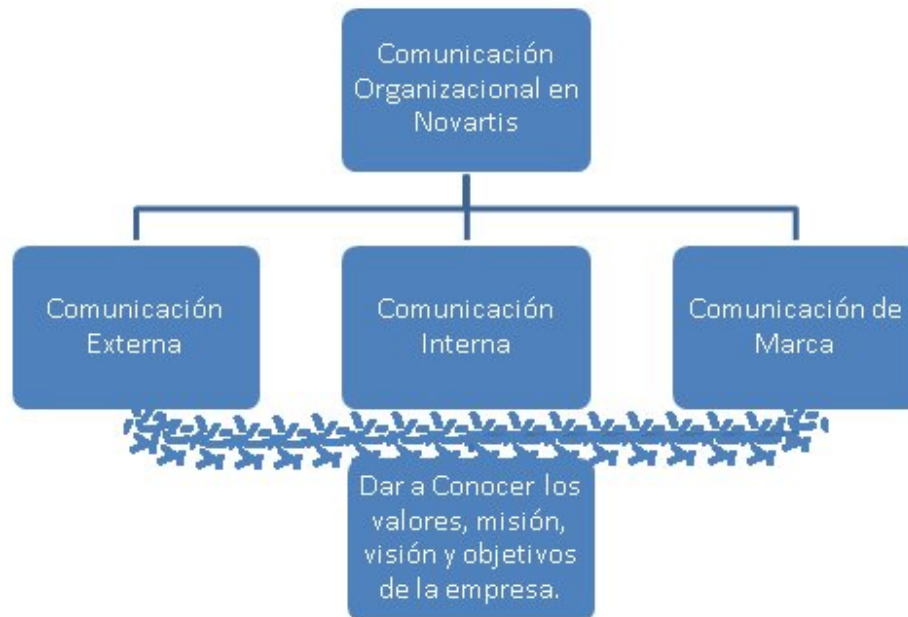 Comunicación
Organizacional en
Novartis
Comunicación
Externa
Comunicación
Interna
Comunicación de
Marca
Dar a Conocer los
valores, misión,
visión y objetivos
de la empresa.